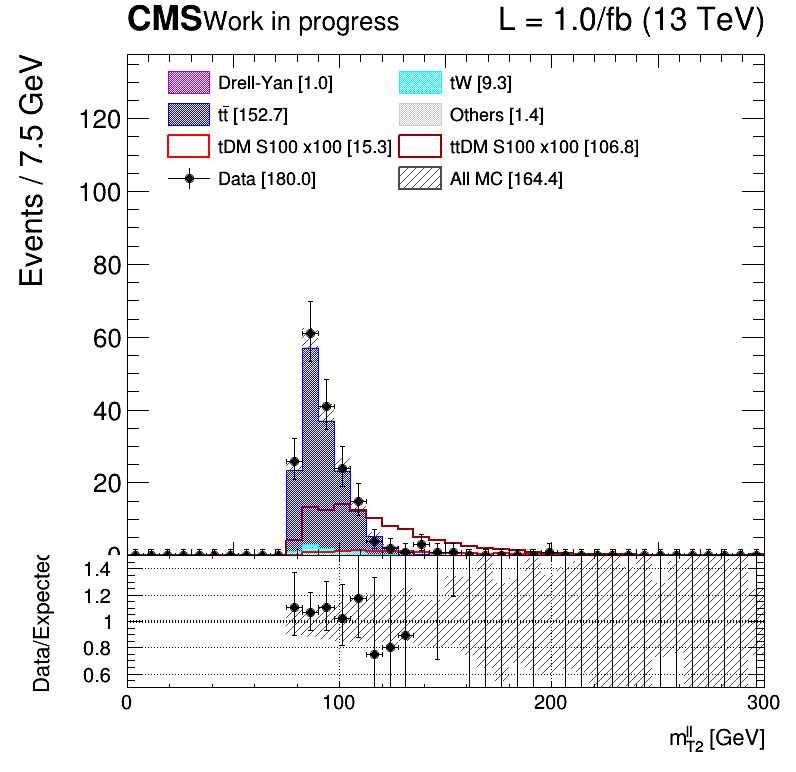 CMS Work in progress L = 1.0/fb (13 TeV)
Events / 7.5 GeV
120
100
80
60
40
20
0
Drell-Yan [1.0]
tW [9.3]
tt̄ [152.7]
Others [1.4]
tDM S100 x100 [15.3]
ttDM S100 x100 [106.8]
Data [180.0]
All MC [164.4]
Data/Expected
1.4
1.2
1
0.8
0.6
0 100 200 300
m_{T2}^{ll} [GeV]